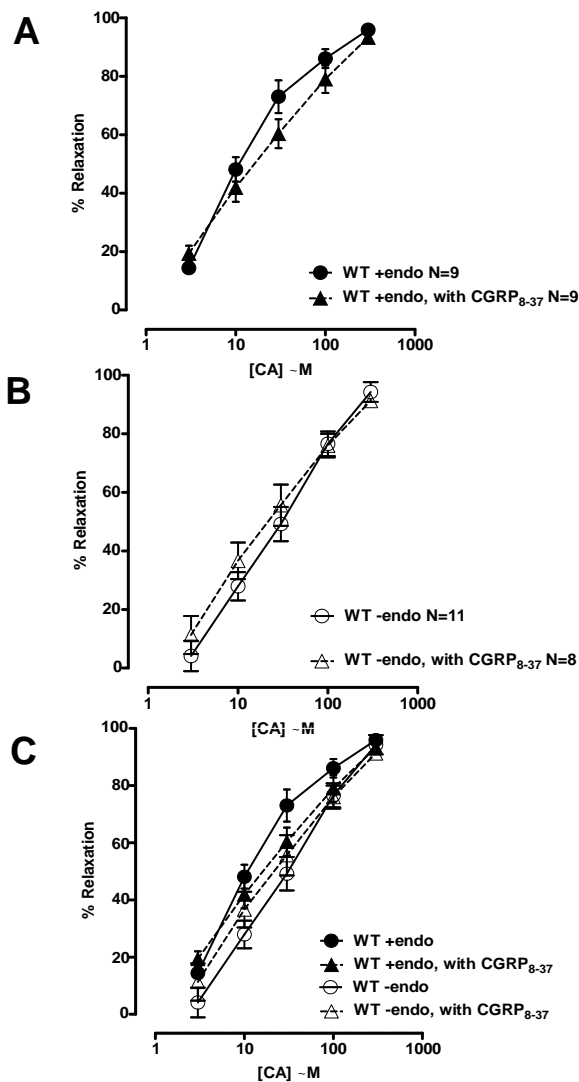 A
100
80
60
40
20
0
% Relaxation
WT +endo N=9
WT +endo, with CGRP8-37 N=9
1 10 100 1000
[CA] ~M
B
100
80
60
40
20
0
% Relaxation
WT -endo N=11
WT -endo, with CGRP8-37 N=8
1 10 100 1000
[CA] ~M
C
100
80
60
40
20
0
% Relaxation
WT +endo
WT +endo, with CGRP8-37
WT -endo
WT -endo, with CGRP8-37
1 10 100 1000
[CA] ~M